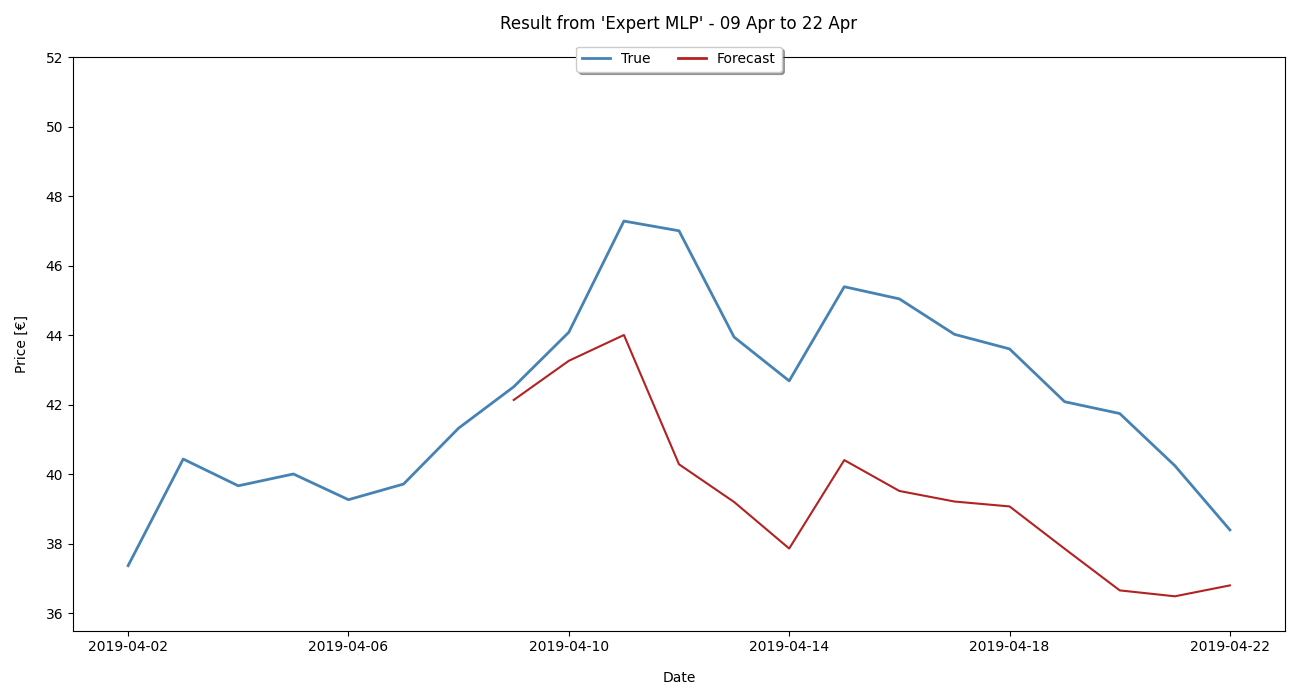 Result from 'Expert MLP' - 09 Apr to 22 Apr
True Forecast
52
50
48
46
44
42
40
38
36
Price [€]
2019-04-02 2019-04-06 2019-04-10 2019-04-14 2019-04-18 2019-04-22
Date